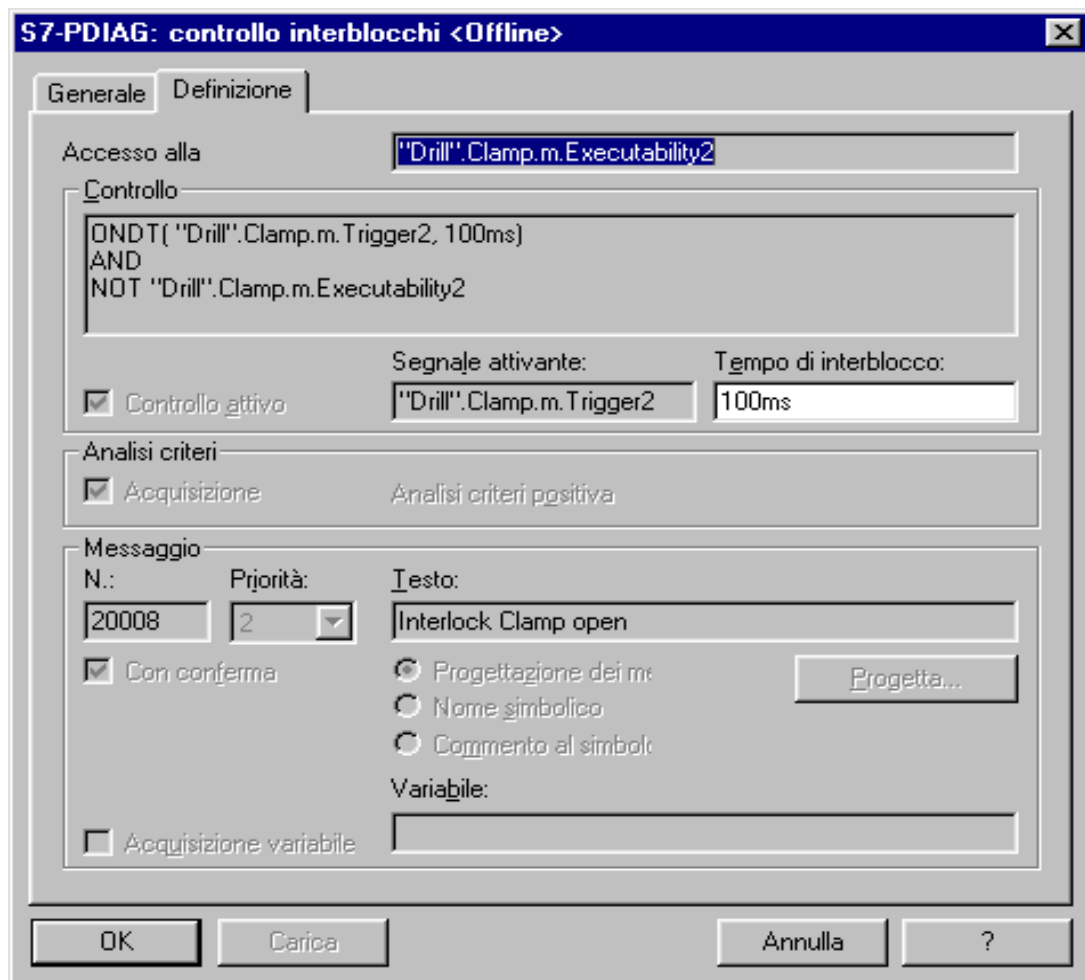 S7-PDIAG: controllo interblocchi <Offline>
Generale Definizione
Accesso alla "Drill".Clamp.m.Executability2
Controllo
ONDT( "Drill".Clamp.m.Trigger2, 100ms)
AND
NOT "Drill".Clamp.m.Executability2
Segnale attivante: Tempo di interblocco:
Controllo attivo "Drill".Clamp.m.Trigger2 100ms
Analisi criteri
Acquisizione Analisi criteri positiva
Messaggio
N.: Priorità: Testo:
20008 2 Interlock Clamp open
Con conferma Progettazione dei me Progetta...
Nome simbolico
Commento al simbolo
Variabile:
Acquisizione variabile
OK Carica Annulla ?